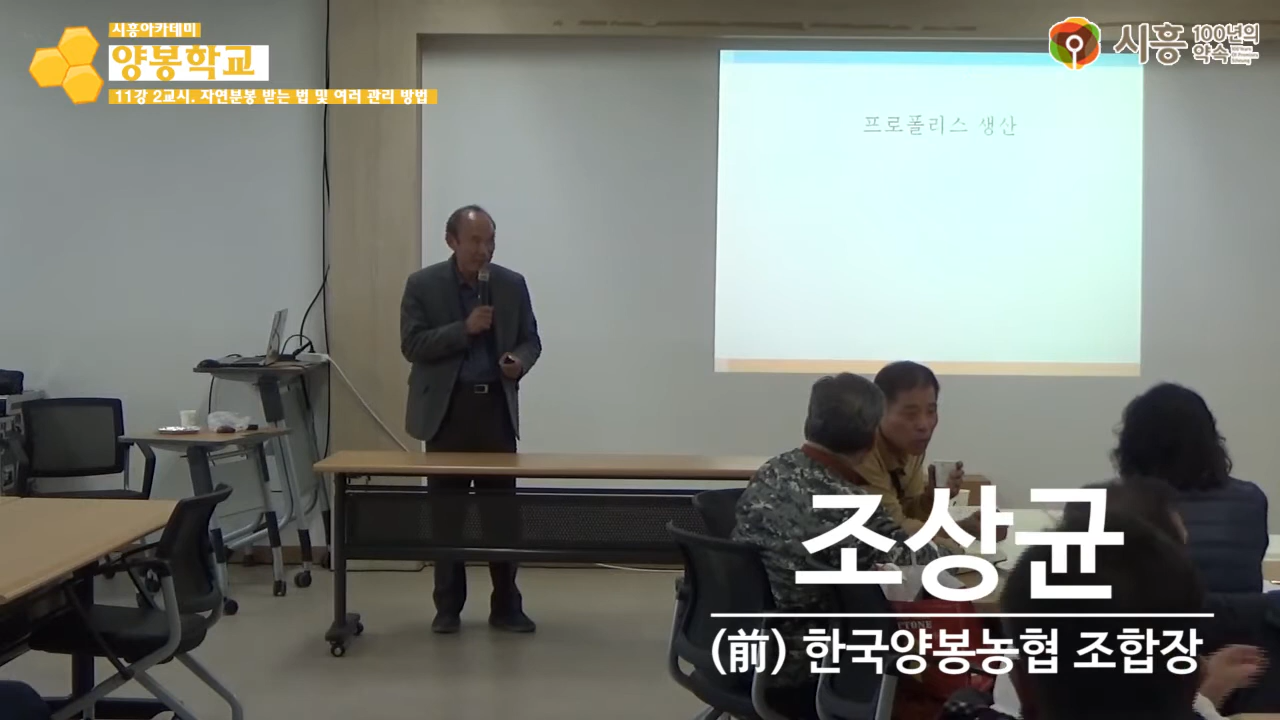 시흥아카데미
양봉학교
11강 2교시. 자연분봉 받는 법 및 여러 관리 방법
시흥 100년의
약속
프로폴리스 생산
조상균
(前) 한국양봉농협 조합장